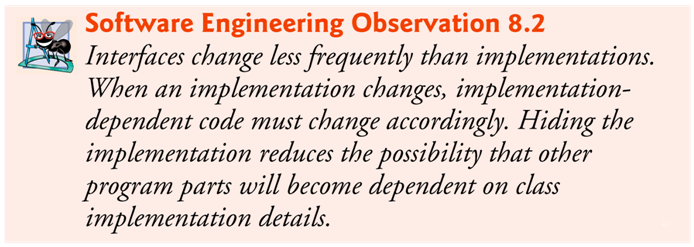 Software Engineering Observation 8.2
Interfaces change less frequently than implementations.
When an implementation changes, implementation-
dependent code must change accordingly. Hiding the
implementation reduces the possibility that other
program parts will become dependent on class
implementation details.